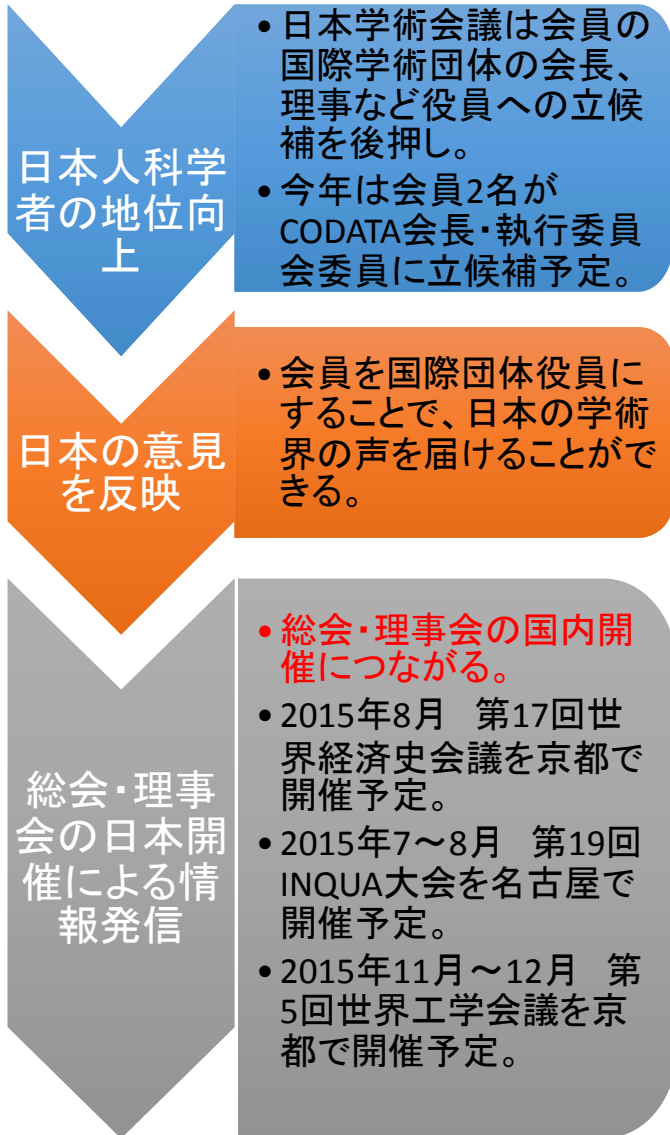 日本人科学
者の地位向
上
• 日本学術会議は会員の
国際学術団体の会長、
理事など役員への立候
補を後押し。
• 今年は会員2名が
CODATA会長・執行委員
会委員に立候補予定。
日本の意見
を反映
• 会員を国際団体役員に
することで、日本の学術
界の声を届けることがで
きる。
総会・理事
会の日本開
催による情
報発信
• 総会・理事会の国内開
催につながる。
• 2015年8月　第17回世
界経済史会議を京都で
開催予定。
• 2015年7～8月　第19回
INQUA大会を名古屋で
開催予定。
• 2015年11月～12月　第
5回世界工学会議を京
都で開催予定。